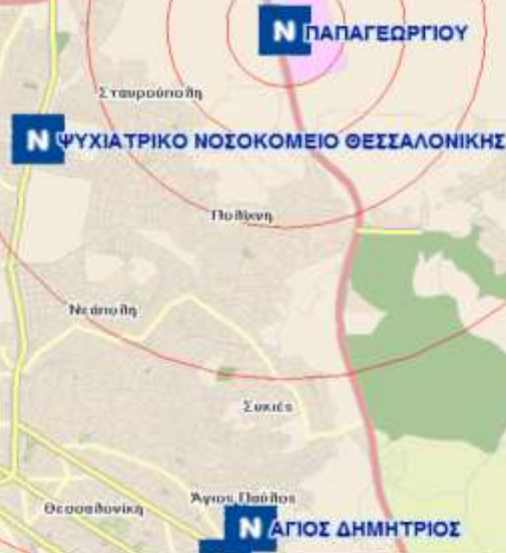 N ΠΑΠΑΓΕΩΡΓΙΟΥ
Σταυρούπολη
N ΨΥΧΙΑΤΡΙΚΟ ΝΟΣΟΚΟΜΕΙΟ ΘΕΣΣΑΛΟΝΙΚΗΣ
Πολίχνη
Νεάπολη
Συκιές
Άγιος Παύλος
Θεσσαλονίκη
N ΑΓΙΟΣ ΔΗΜΗΤΡΙΟΣ